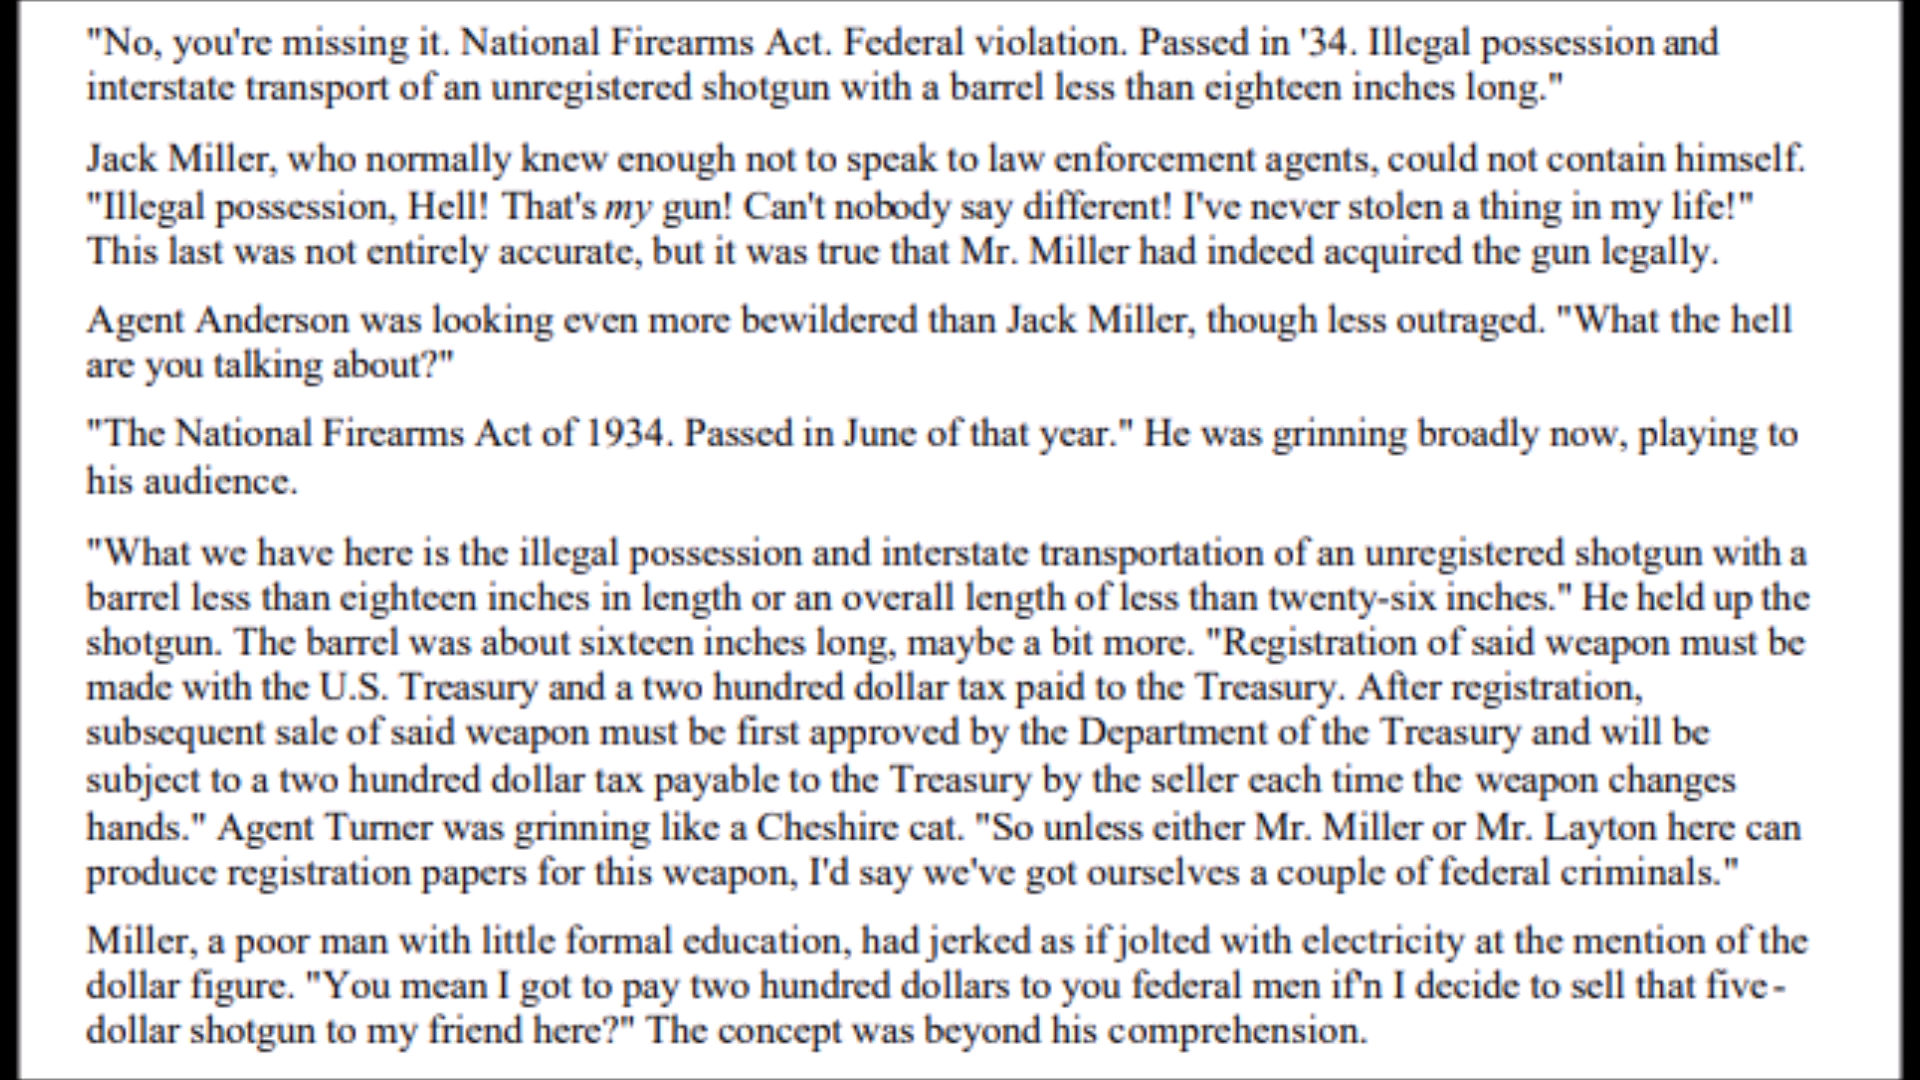 "No, you're missing it. National Firearms Act. Federal violation. Passed in '34. Illegal possession and
interstate transport of an unregistered shotgun with a barrel less than eighteen inches long."
Jack Miller, who normally knew enough not to speak to law enforcement agents, could not contain himself.
"Illegal possession, Hell! That's my gun! Can't nobody say different! I've never stolen a thing in my life!"
This last was not entirely accurate, but it was true that Mr. Miller had indeed acquired the gun legally.
Agent Anderson was looking even more bewildered than Jack Miller, though less outraged. "What the hell
are you talking about?"
"The National Firearms Act of 1934. Passed in June of that year." He was grinning broadly now, playing to
his audience.
"What we have here is the illegal possession and interstate transportation of an unregistered shotgun with a
barrel less than eighteen inches in length or an overall length of less than twenty-six inches." He held up the
shotgun. The barrel was about sixteen inches long, maybe a bit more. "Registration of said weapon must be
made with the U.S. Treasury and a two hundred dollar tax paid to the Treasury. After registration,
subsequent sale of said weapon must be first approved by the Department of the Treasury and will be
subject to a two hundred dollar tax payable to the Treasury by the seller each time the weapon changes
hands." Agent Turner was grinning like a Cheshire cat. "So unless either Mr. Miller or Mr. Layton here can
produce registration papers for this weapon, I'd say we've got ourselves a couple of federal criminals."
Miller, a poor man with little formal education, had jerked as if jolted with electricity at the mention of the
dollar figure. "You mean I got to pay two hundred dollars to you federal men if'n I decide to sell that five-
dollar shotgun to my friend here?" The concept was beyond his comprehension.